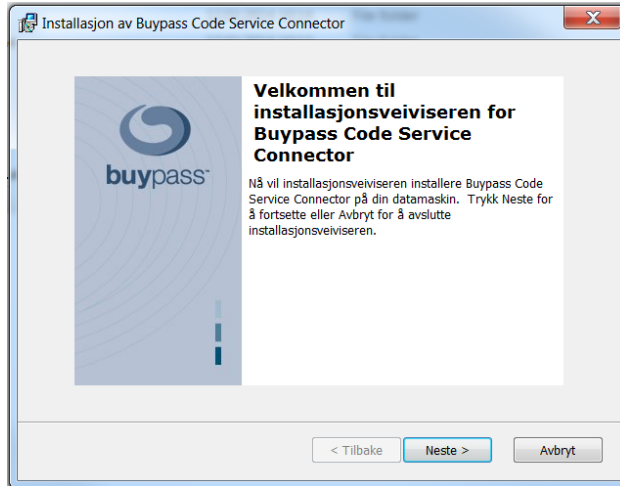 Installasjon av Buypass Code Service Connector
buypass
Velkommen til
installasjonsveiviseren for
Buypass Code Service
Connector
Nå vil installasjonsveiviseren installere Buypass Code
Service Connector på din datamaskin. Trykk Neste for
å fortsette eller Avbryt for å avslutte
installasjonsveiviseren.
< Tilbake
Neste >
Avbryt